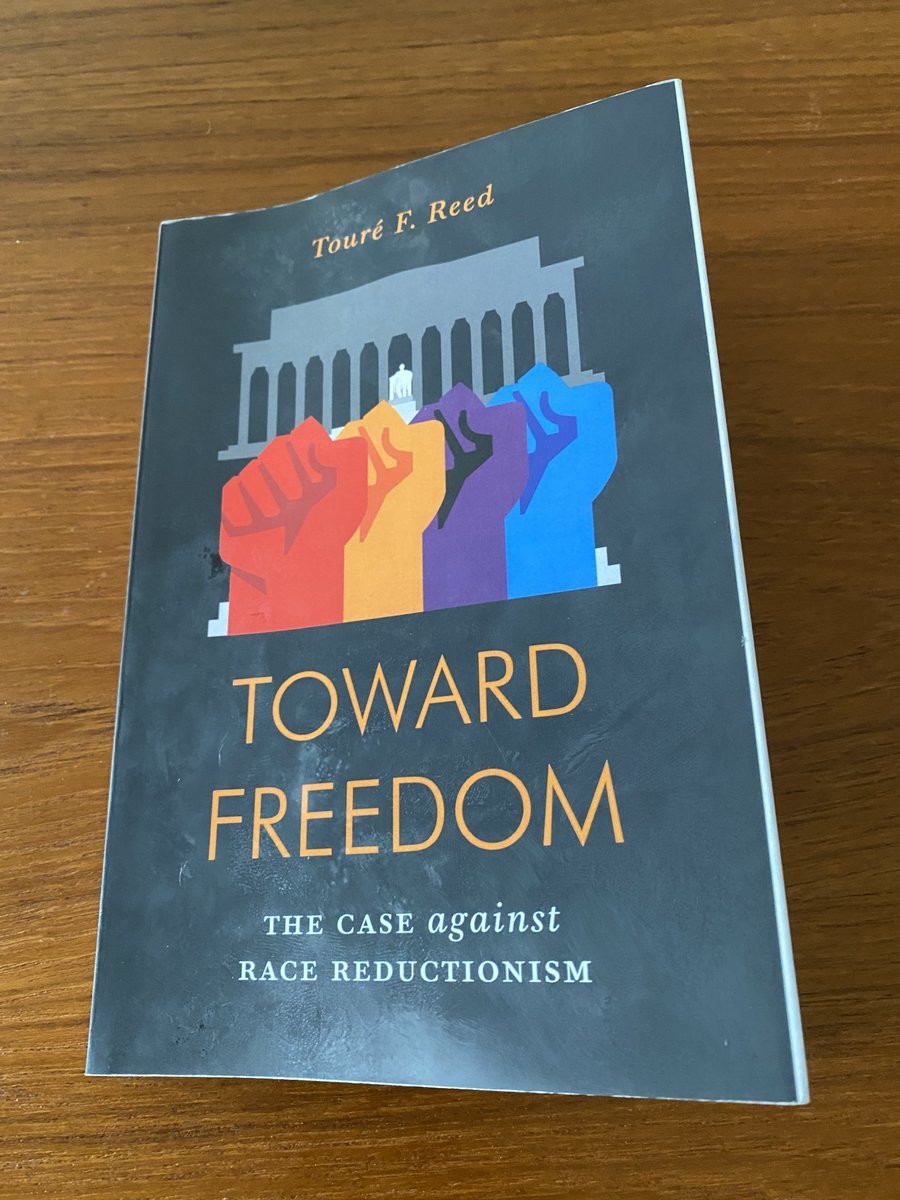 Touré F. Reed
TOWARD
FREEDOM
THE CASE against
RACE REDUCTIONISM